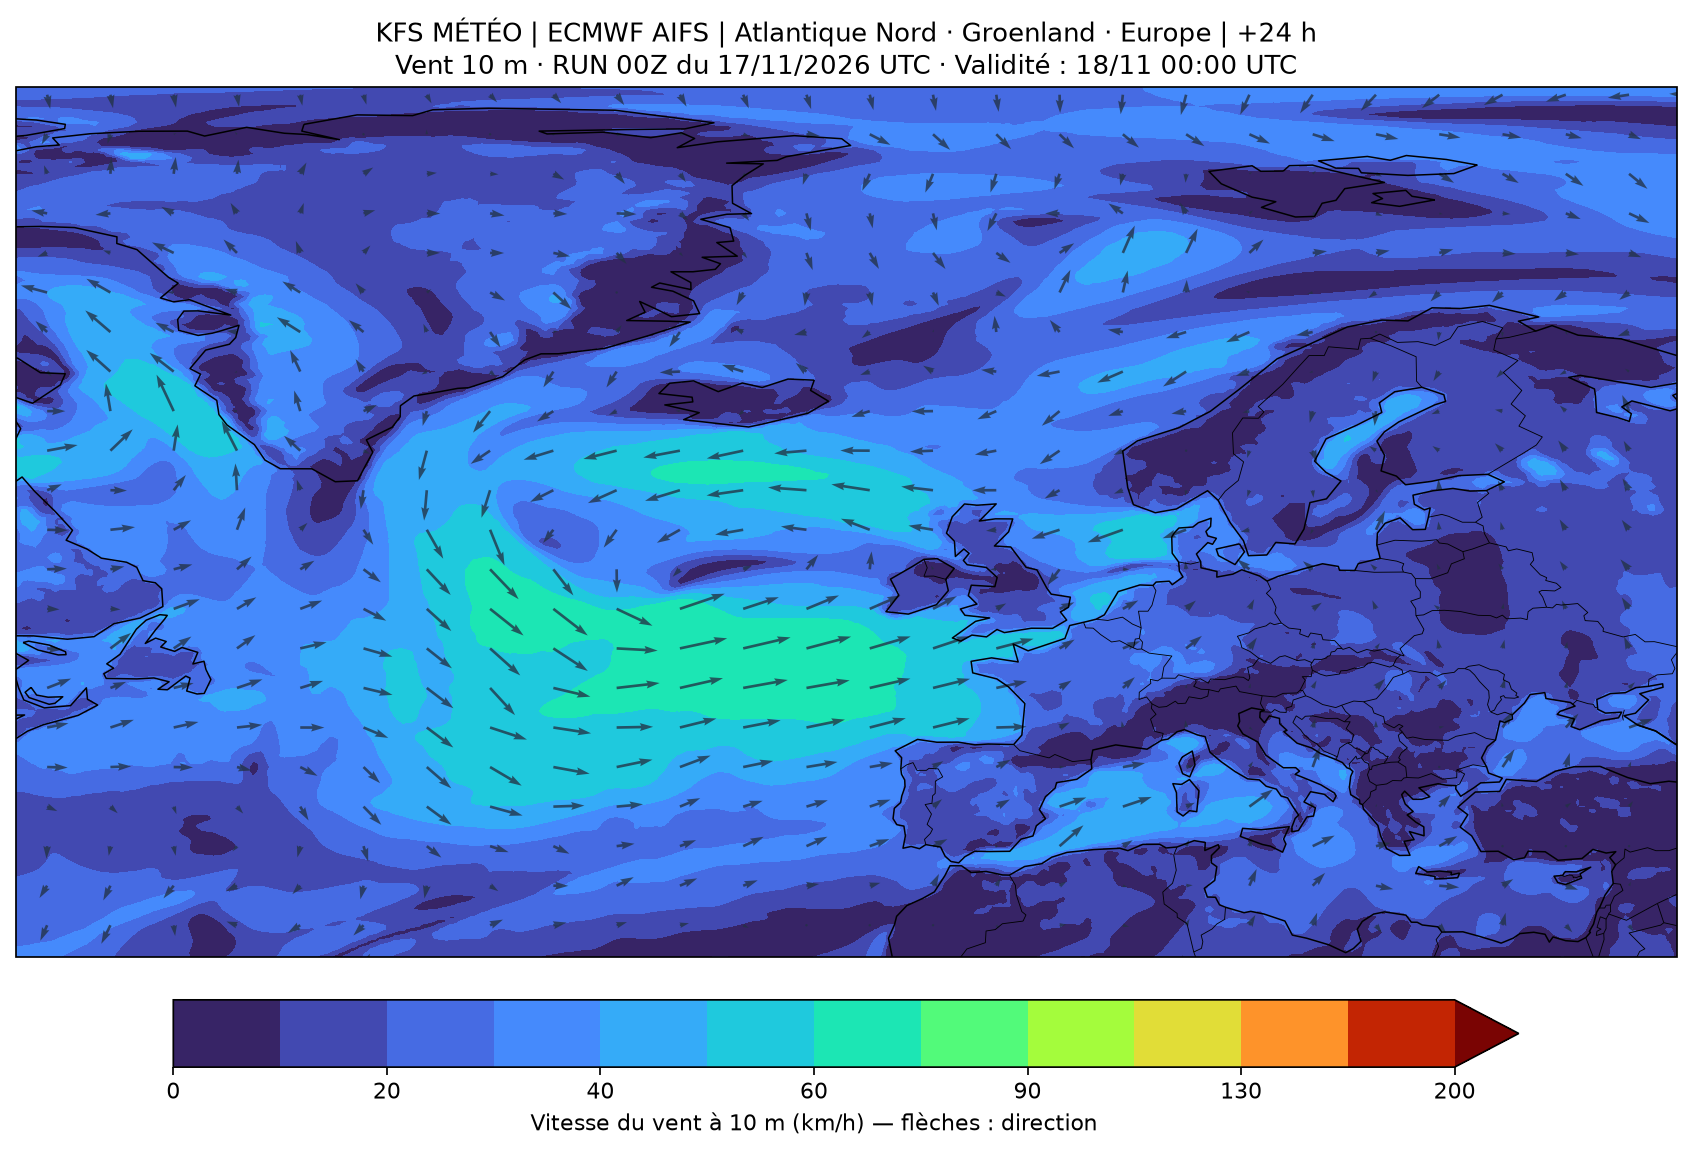 KFS MÉTÉO | ECMWF AIFS | Atlantique Nord · Groenland · Europe | +24 h
Vent 10 m · RUN 00Z du 17/11/2026 UTC · Validité : 18/11 00:00 UTC
0 20 40 60 90 130 200
Vitesse du vent à 10 m (km/h) — flèches : direction